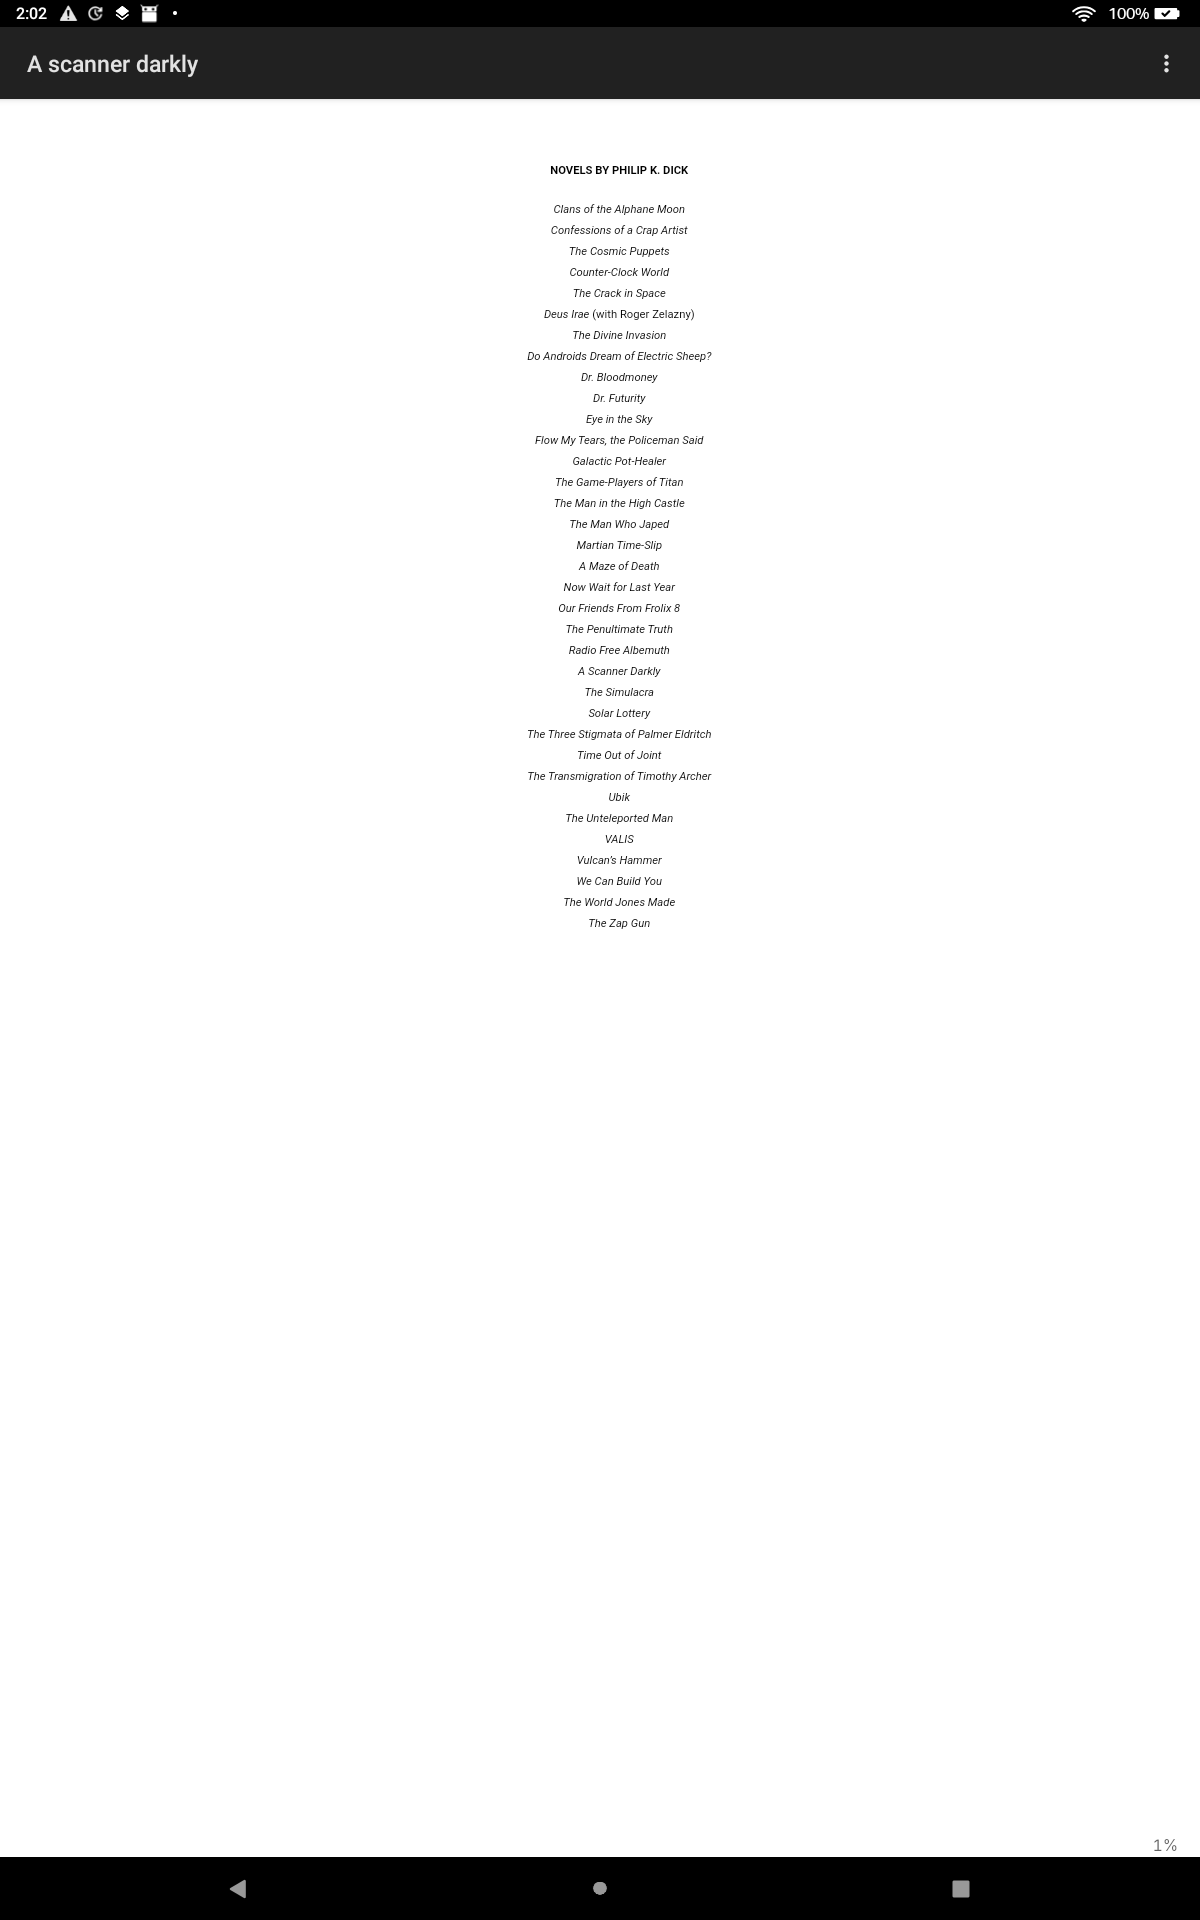 2:02
100%
A scanner darkly
NOVELS BY PHILIP K. DICK
Clans of the Alphane Moon
Confessions of a Crap Artist
The Cosmic Puppets
Counter-Clock World
The Crack in Space
Deus Irae (with Roger Zelazny)
The Divine Invasion
Do Androids Dream of Electric Sheep?
Dr. Bloodmoney
Dr. Futurity
Eye in the Sky
Flow My Tears, the Policeman Said
Galactic Pot-Healer
The Game-Players of Titan
The Man in the High Castle
The Man Who Japed
Martian Time-Slip
A Maze of Death
Now Wait for Last Year
Our Friends From Frolix 8
The Penultimate Truth
Radio Free Albemuth
A Scanner Darkly
The Simulacra
Solar Lottery
The Three Stigmata of Palmer Eldritch
Time Out of Joint
The Transmigration of Timothy Archer
Ubik
The Unteleported Man
VALIS
Vulcan’s Hammer
We Can Build You
The World Jones Made
The Zap Gun
1%